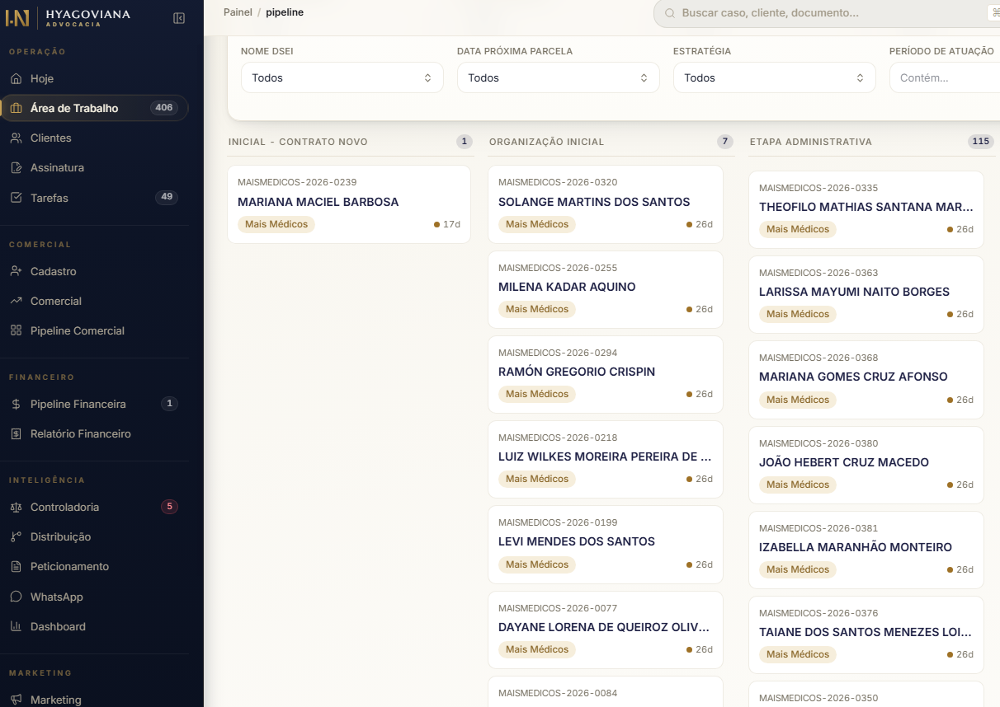 HYAGOVIANA
ADVOCACIA
OPERAÇÃO
Hoje
Área de Trabalho 406
Clientes
Assinatura
Tarefas 49
COMERCIAL
Cadastro
Comercial
Pipeline Comercial
FINANCEIRO
Pipeline Financeira 1
Relatório Financeiro
INTELIGÊNCIA
Controladoria 5
Distribuição
Peticionamento
WhatsApp
Dashboard
MARKETING
Marketing
Painel / pipeline
Buscar caso, cliente, documento...
NOME DSEI
Todos
DATA PRÓXIMA PARCELA
Todos
ESTRATÉGIA
Todos
PERÍODO DE ATUAÇÃO
Contém...
INICIAL - CONTRATO NOVO 1
MAISMEDICOS-2026-0239
MARIANA MACIEL BARBOSA
Mais Médicos 17d
ORGANIZAÇÃO INICIAL 7
MAISMEDICOS-2026-0320
SOLANGE MARTINS DOS SANTOS
Mais Médicos 26d
MAISMEDICOS-2026-0255
MILENA KADAR AQUINO
Mais Médicos 26d
MAISMEDICOS-2026-0294
RAMÓN GREGORIO CRISPIN
Mais Médicos 26d
MAISMEDICOS-2026-0218
LUIZ WILKES MOREIRA PEREIRA DE ...
Mais Médicos 26d
MAISMEDICOS-2026-0199
LEVI MENDES DOS SANTOS
Mais Médicos 26d
MAISMEDICOS-2026-0077
DAYANE LORENA DE QUEIROZ OLIV...
Mais Médicos 26d
MAISMEDICOS-2026-0084
ETAPA ADMINISTRATIVA 115
MAISMEDICOS-2026-0335
THEOFILO MATHIAS SANTANA MAR...
Mais Médicos 26d
MAISMEDICOS-2026-0363
LARISSA MAYUMI NAITO BORGES
Mais Médicos 26d
MAISMEDICOS-2026-0368
MARIANA GOMES CRUZ AFONSO
Mais Médicos 26d
MAISMEDICOS-2026-0380
JOÃO HEBERT CRUZ MACEDO
Mais Médicos 26d
MAISMEDICOS-2026-0381
IZABELLA MARANHÃO MONTEIRO
Mais Médicos 26d
MAISMEDICOS-2026-0376
TAIANE DOS SANTOS MENEZES LOI...
Mais Médicos 26d
MAISMEDICOS-2026-0350